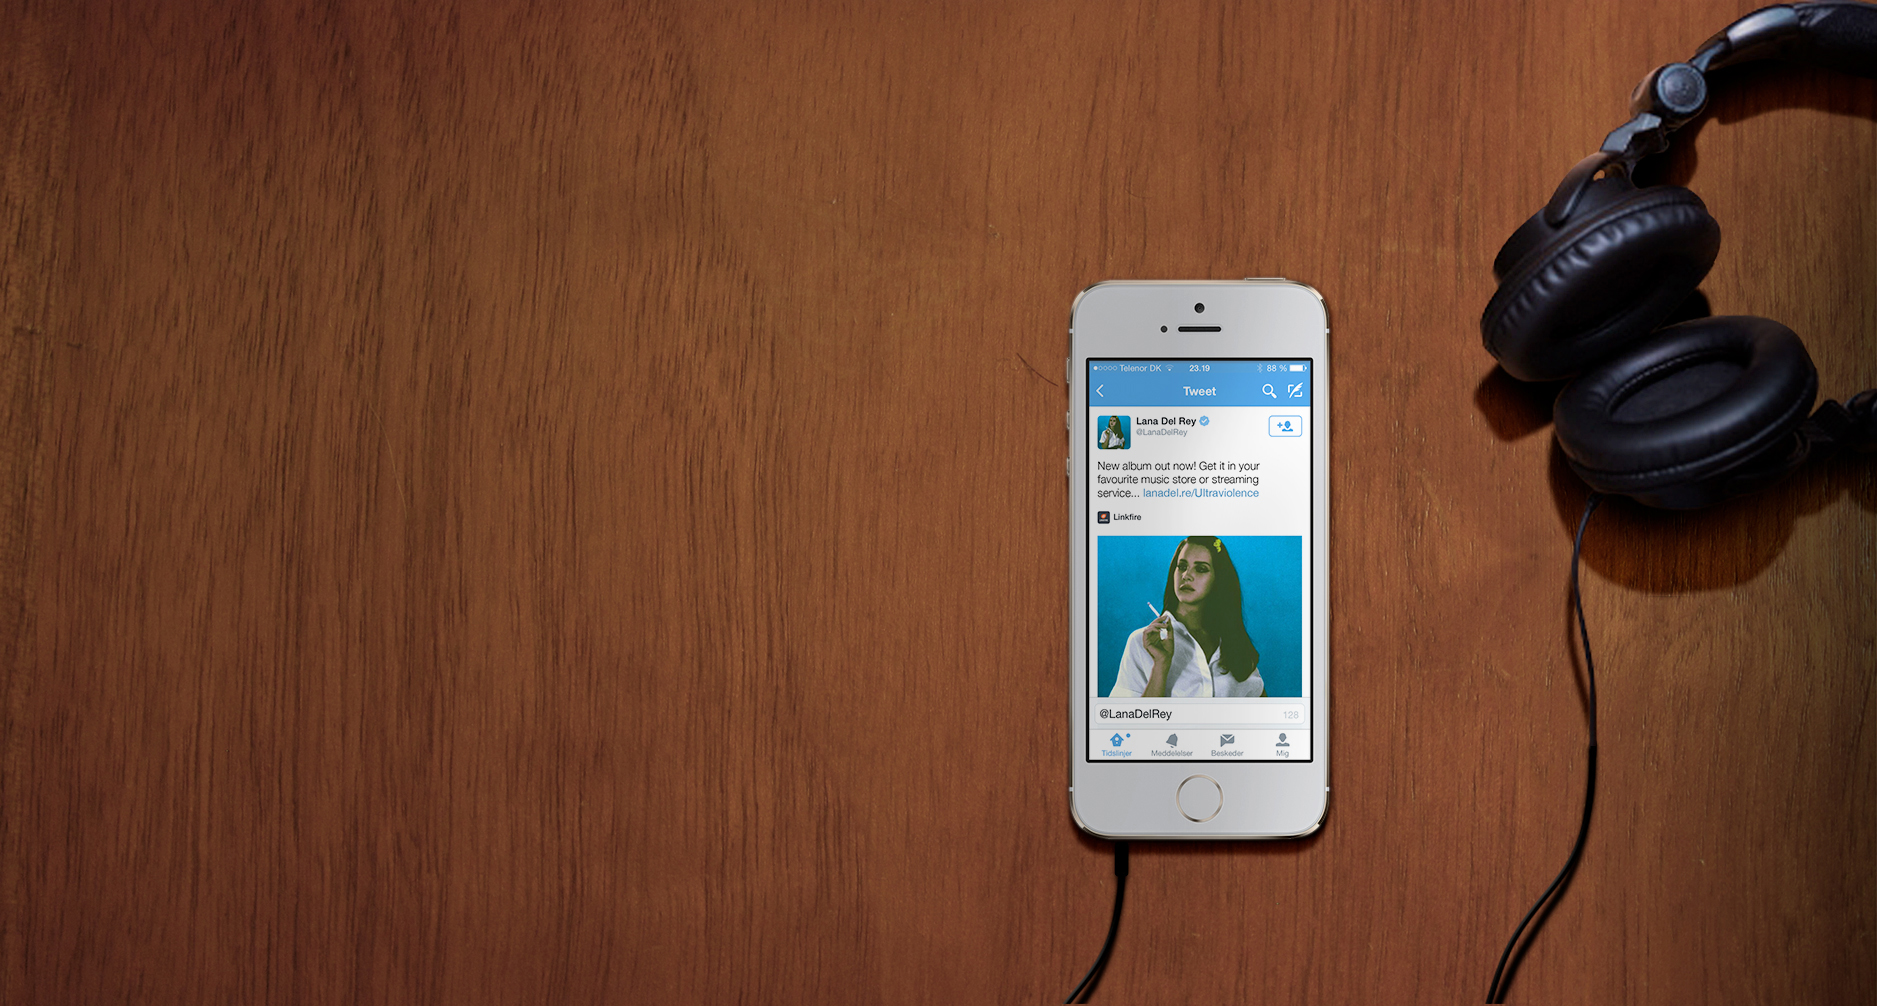 Telenor DK 23.19 88 %
Tweet
Lana Del Rey
@LanaDelRey
New album out now! Get it in your
favourite music store or streaming
service... lanadel.re/Ultraviolence
Linkfire
@LanaDelRey 128
Tidslinjer Meddelelser Beskeder Mig